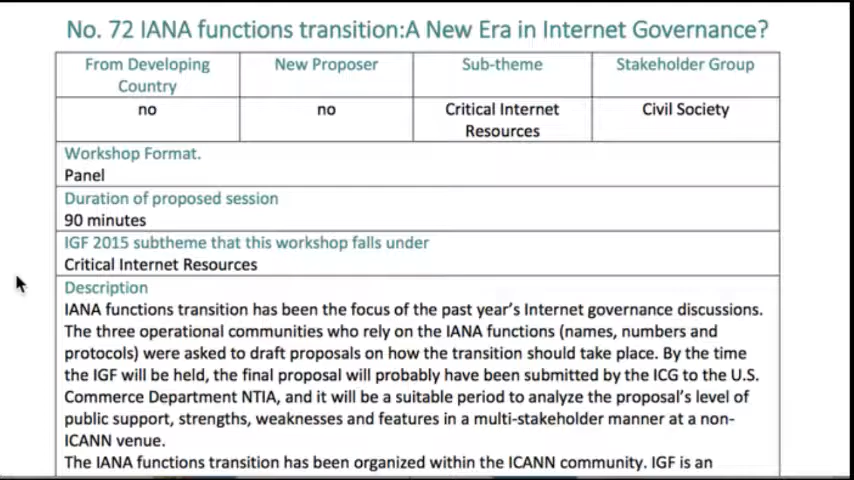 No. 72 IANA functions transition:A New Era in Internet Governance?
From Developing Country
New Proposer
Sub-theme
Stakeholder Group
no
no
Critical Internet Resources
Civil Society
Workshop Format.
Panel
Duration of proposed session
90 minutes
IGF 2015 subtheme that this workshop falls under
Critical Internet Resources
Description
IANA functions transition has been the focus of the past year's Internet governance discussions.
The three operational communities who rely on the IANA functions (names, numbers and
protocols) were asked to draft proposals on how the transition should take place. By the time
the IGF will be held, the final proposal will probably have been submitted by the ICG to the U.S.
Commerce Department NTIA, and it will be a suitable period to analyze the proposal's level of
public support, strengths, weaknesses and features in a multi-stakeholder manner at a non-
ICANN venue.
The IANA functions transition has been organized within the ICANN community. IGF is an